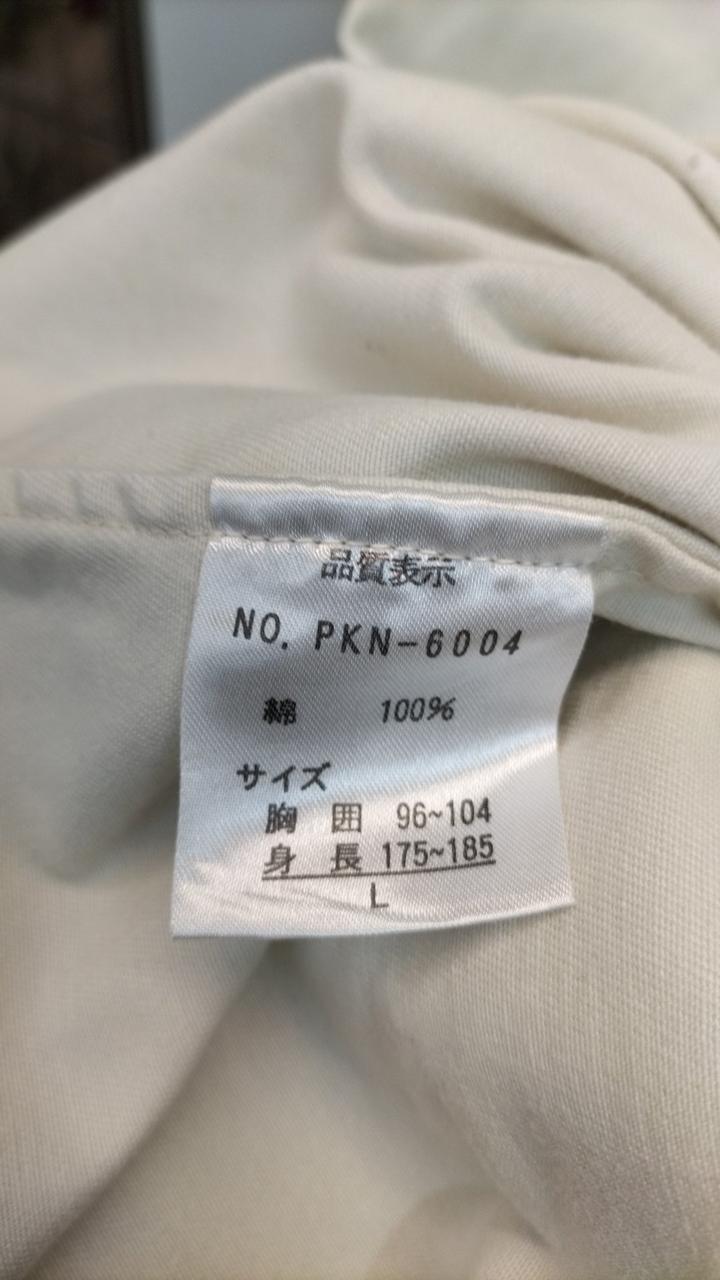 品質表示
NO. PKN-6004
綿 100%
サイズ
胸 囲 96~104
身 長 175~185
L